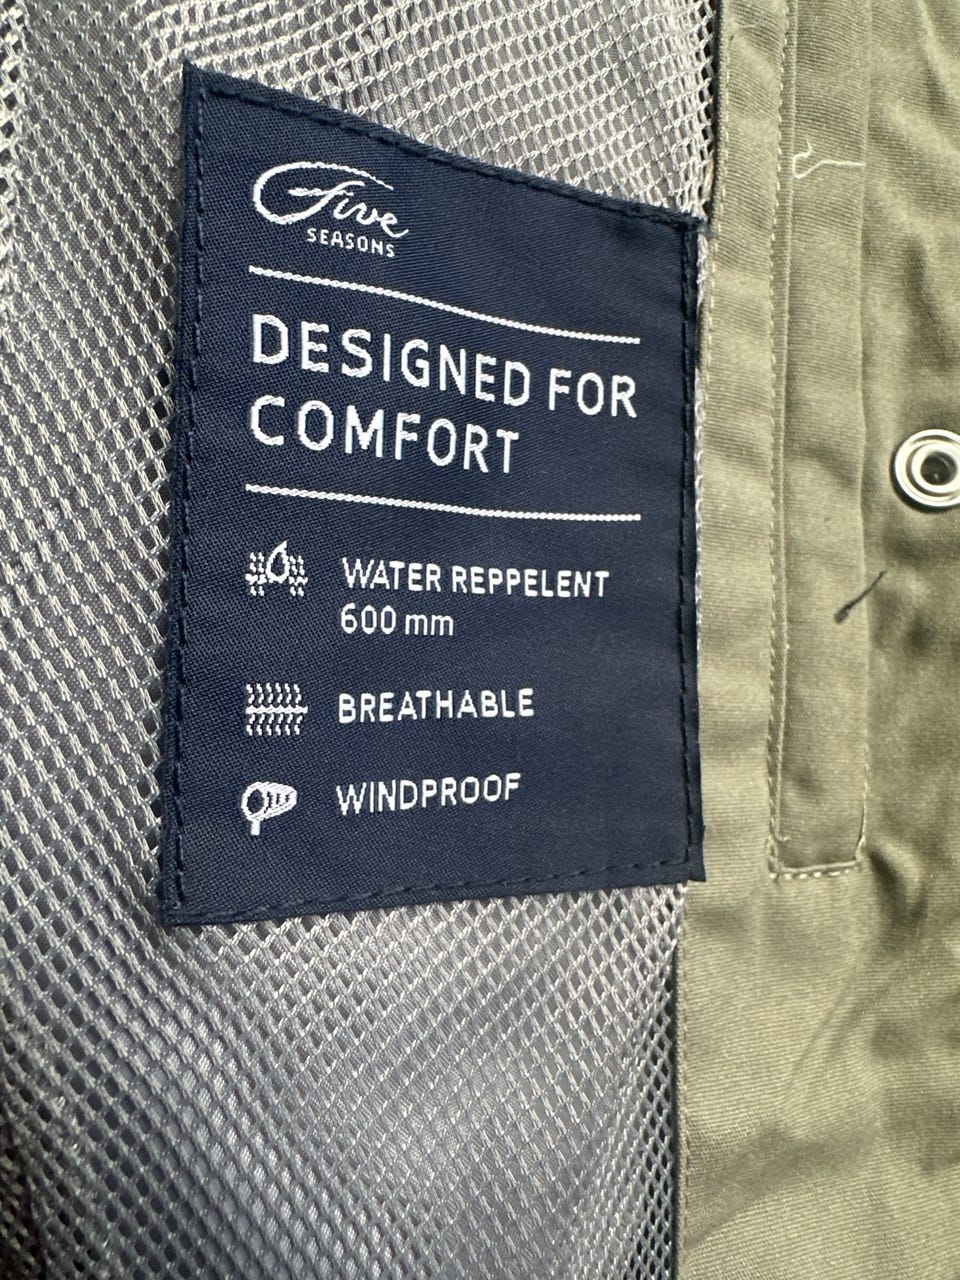 Five
SEASONS
DESIGNED FOR
COMFORT
WATER REPPELENT
600 mm
BREATHABLE
WINDPROOF